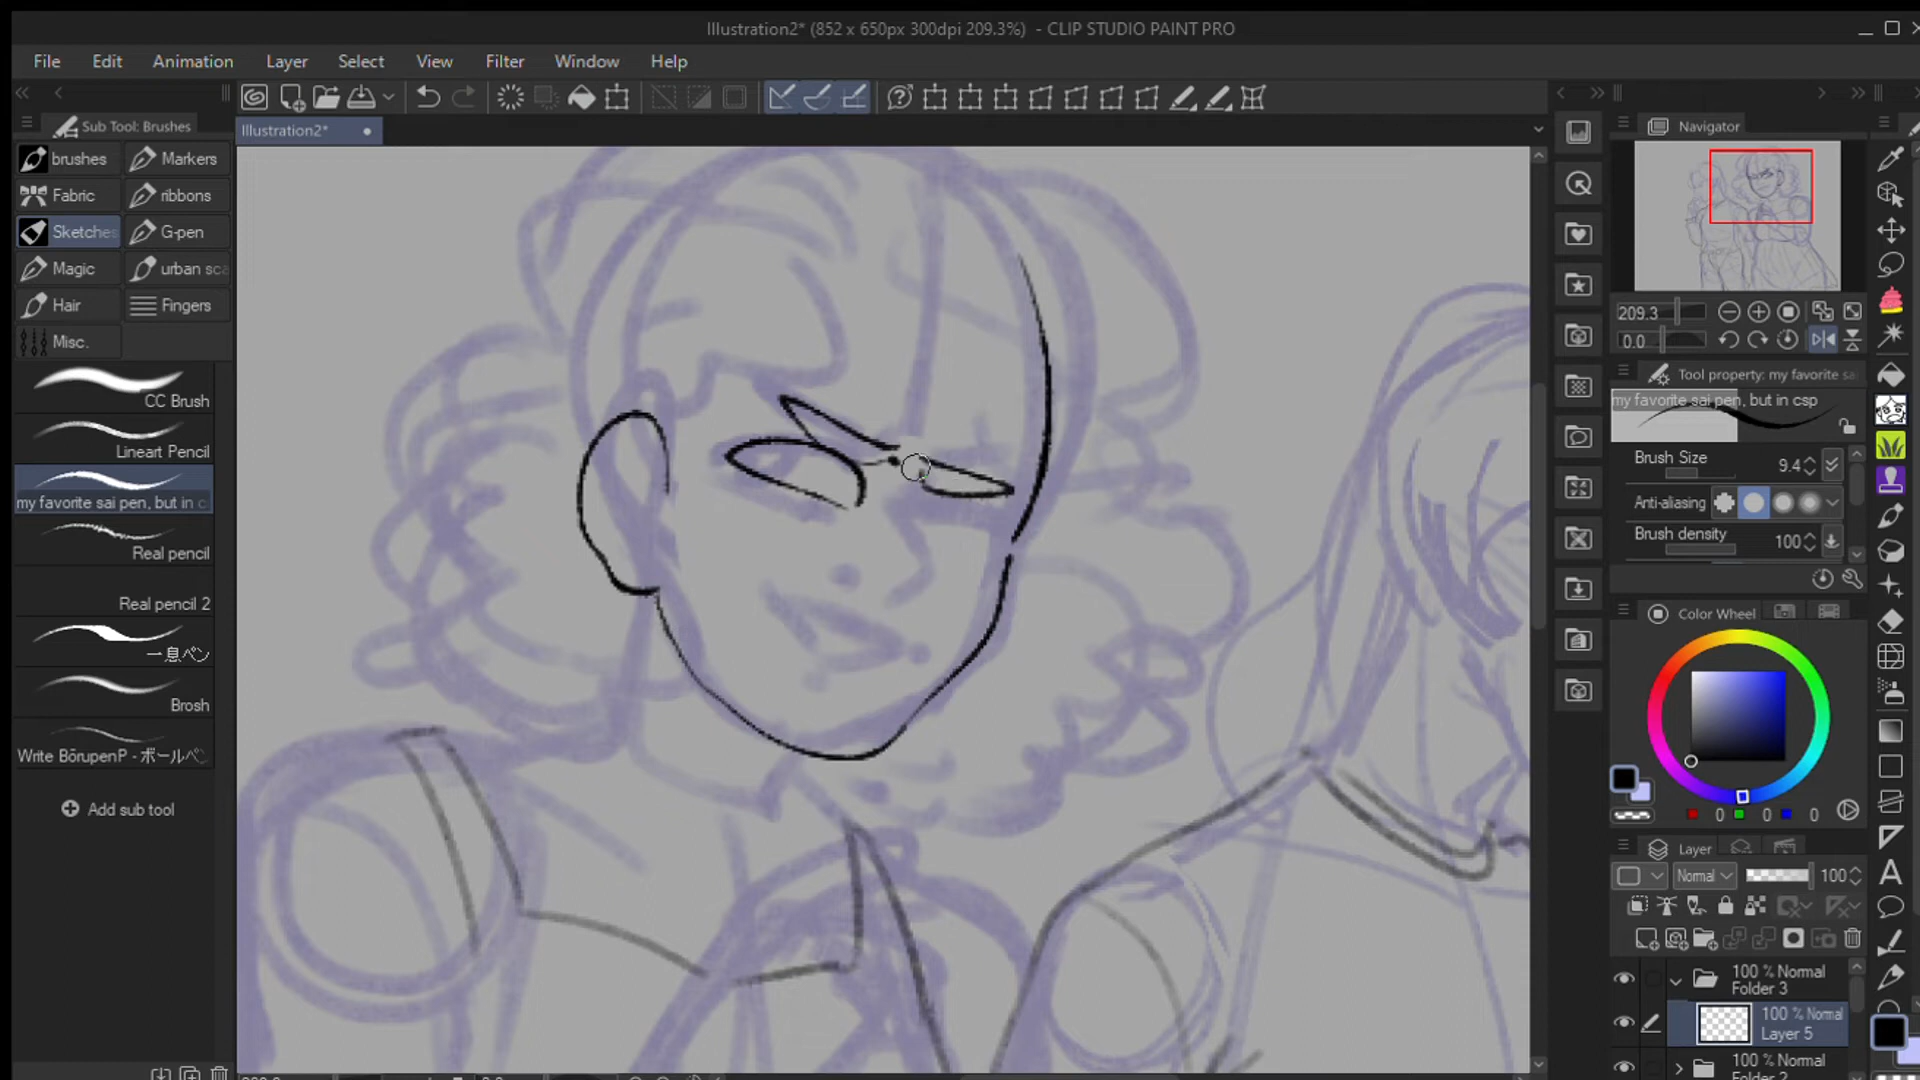 Illustration2* (852 x 650px 300dpi 209.3%) - CLIP STUDIO PAINT PRO
File Edit Animation Layer Select View Filter Window Help
Sub Tool: Brushes
Illustration2*
Navigator
brushes Markers
Fabric ribbons
Sketches G-pen
Magic urban sca
Hair Fingers
Misc.
CC Brush
Lineart Pencil
my favorite sai pen, but in c
Real pencil
Real pencil 2
一息ペン
Brosh
Write BōrupenP - ボールペ
Add sub tool
209.3
0.0
Tool property: my favorite sa
my favorite sai pen, but in csp
Brush Size 9.4
Anti-aliasing
Brush density 100
Color Wheel
0 0 0
Layer
Normal 100
100 % Normal
Folder 3
100 % Normal
Layer 5
100 % Normal
Folder 2